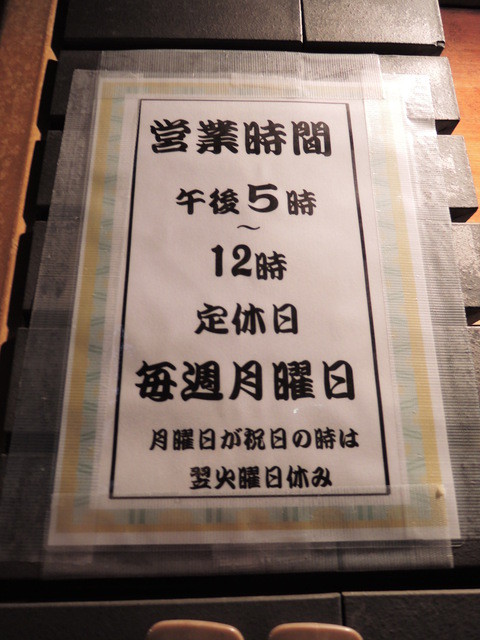 営業時間
午後5時
～
12時
定休日
毎週月曜日
月曜日が祝日の時は
翌火曜日休み